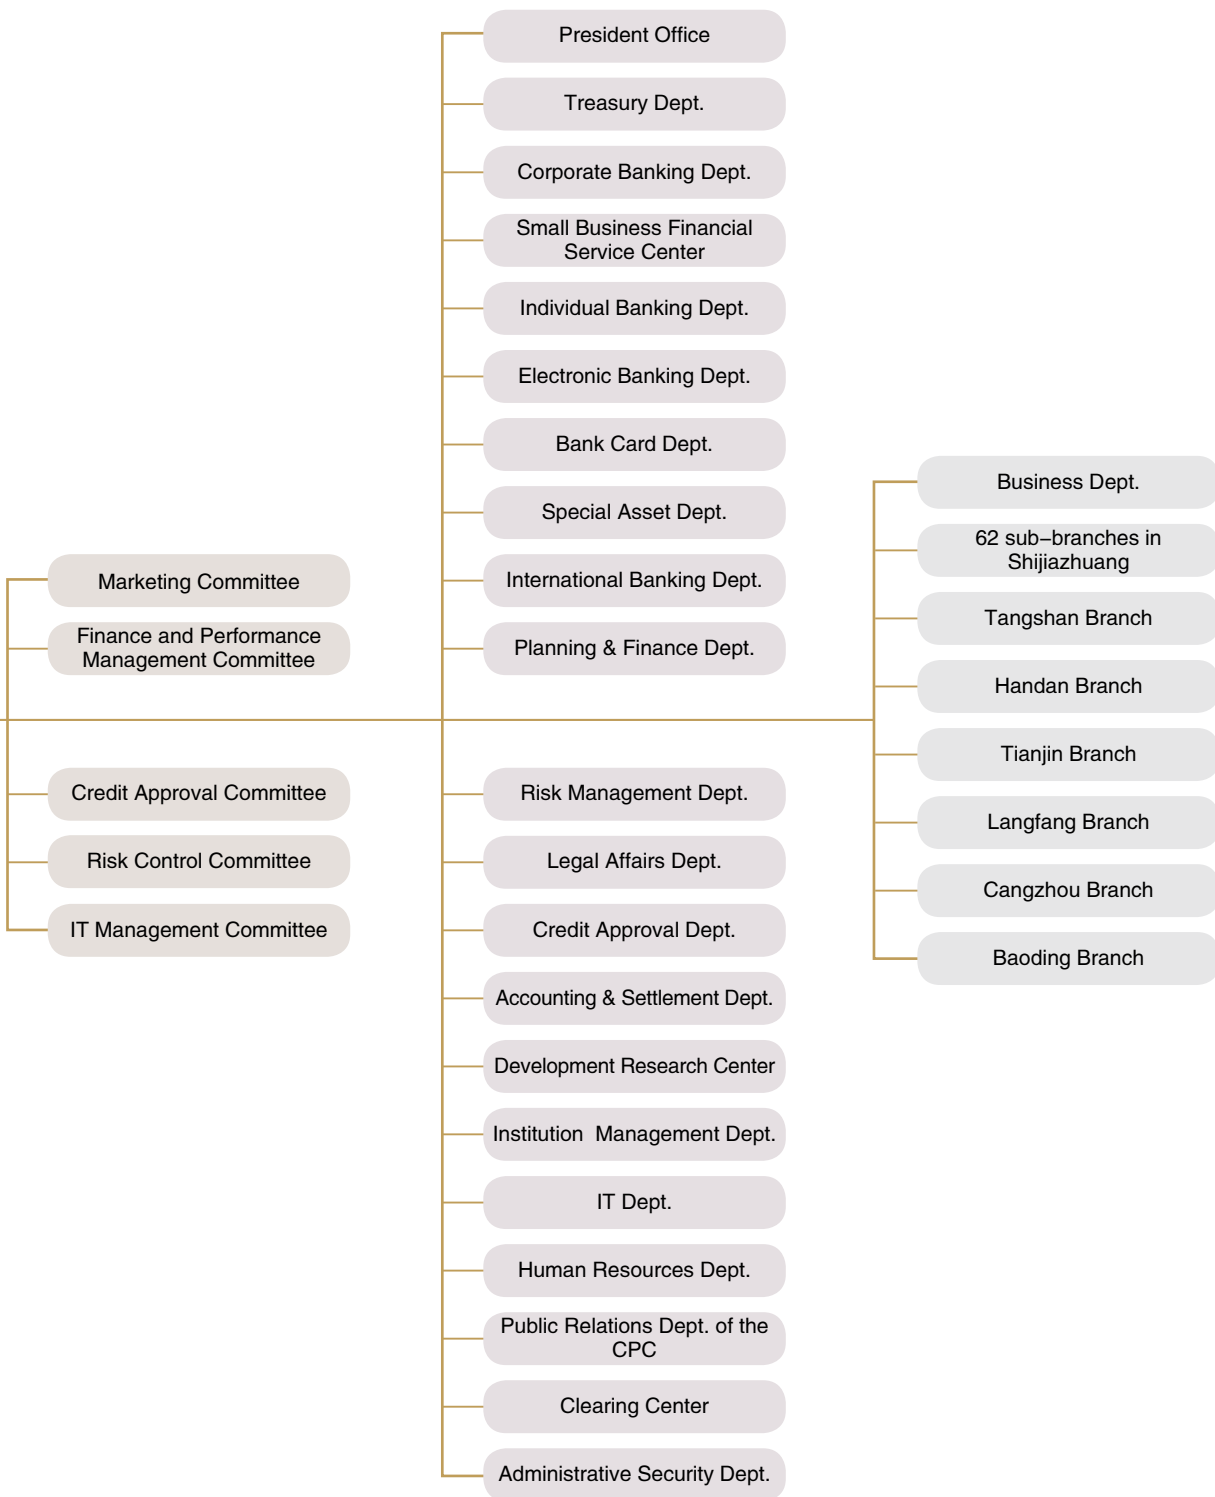 Marketing Committee
Finance and Performance
Management Committee
Credit Approval Committee
Risk Control Committee
IT Management Committee
President Office
Treasury Dept.
Corporate Banking Dept.
Small Business Financial
Service Center
Individual Banking Dept.
Electronic Banking Dept.
Bank Card Dept.
Special Asset Dept.
International Banking Dept.
Planning & Finance Dept.
Risk Management Dept.
Legal Affairs Dept.
Credit Approval Dept.
Accounting & Settlement Dept.
Development Research Center
Institution Management Dept.
IT Dept.
Human Resources Dept.
Public Relations Dept. of the
CPC
Clearing Center
Administrative Security Dept.
Business Dept.
62 sub–branches in
Shijiazhuang
Tangshan Branch
Handan Branch
Tianjin Branch
Langfang Branch
Cangzhou Branch
Baoding Branch